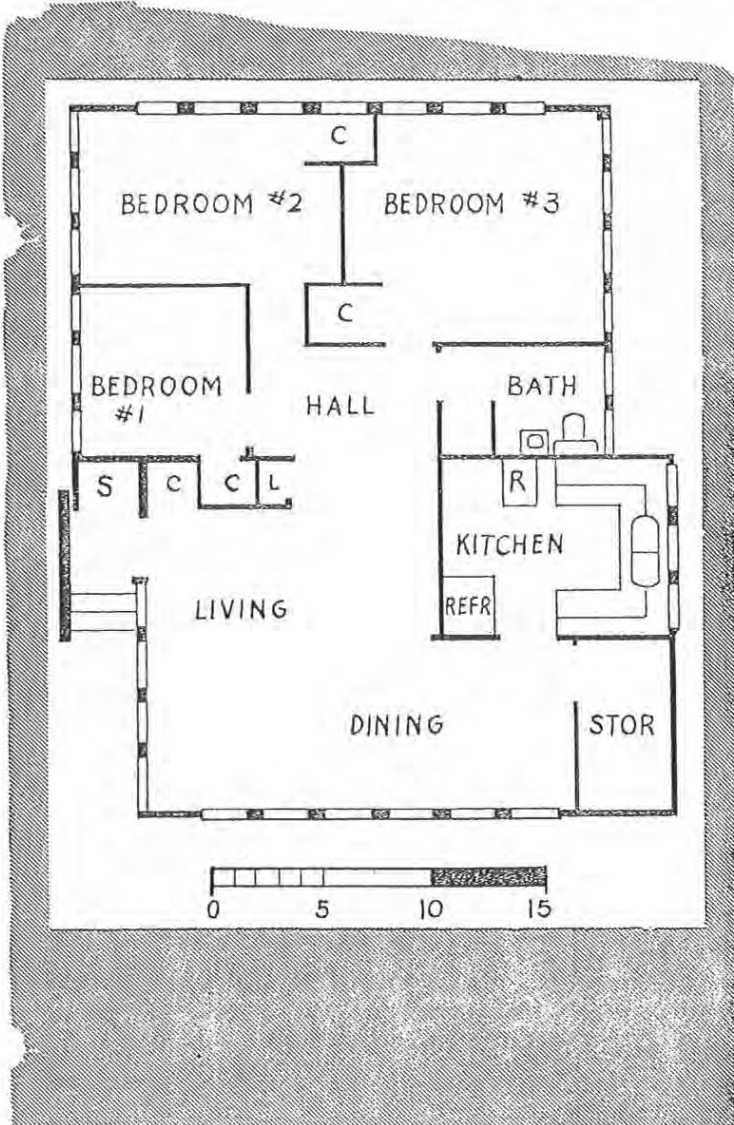 C
BEDROOM #2
BEDROOM #3
C
BEDROOM
#1
HALL
BATH
S
C
C
L
R
KITCHEN
REFR
LIVING
DINING
STOR
0 5 10 15